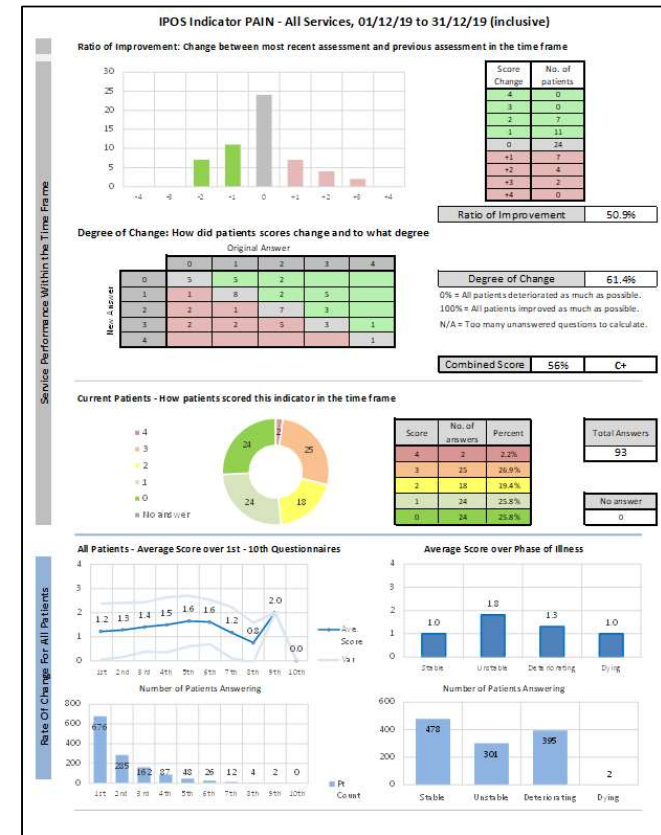 IPOS Indicator PAIN - All Services, 01/12/19 to 31/12/19 (inclusive)
Service Performance Within the Time Frame
Ratio of Improvement: Change between most recent assessment and previous assessment in the time frame
30
25
20
15
10
5
0
-4 -3 -2 -1 0 +1 +2 +3 +4
Score Change No. of patients
4 0
3 0
2 7
1 11
0 24
+1 7
+2 4
+3 2
+4 0
Ratio of Improvement 50.9%
Degree of Change: How did patients scores change and to what degree
Original Answer
New Answer
0 1 2 3 4
0 5 5 2
1 1 8 2 5
2 2 1 7 3
3 2 2 5 3 1
4 1
Degree of Change 61.4%
0% = All patients deteriorated as much as possible.
100% = All patients improved as much as possible.
N/A = Too many unanswered questions to calculate.
Combined Score 56% C+
Current Patients - How patients scored this indicator in the time frame
4
3
2
1
0
No answer
2
25
18
24
24
Score No. of answers Percent
4 2 2.2%
3 25 26.9%
2 18 19.4%
1 24 25.8%
0 24 25.8%
Total Answers
93
No answer
0
Rate Of Change For All Patients
All Patients - Average Score over 1st - 10th Questionnaires
4
3
2
1
0
1.2 1.3 1.4 1.5 1.6 1.6 1.2 0.8 2.0 0.0
1st 2nd 3rd 4th 5th 6th 7th 8th 9th 10th
Ave. Score
Var
Average Score over Phase of Illness
4
3
2
1
0
1.0 1.8 1.3 1.0
Stable Unstable Deteriorating Dying
Number of Patients Answering
800
600
400
200
0
676 285 162 87 48 26 12 4 2 0
1st 2nd 3rd 4th 5th 6th 7th 8th 9th 10th
Pt Count
Number of Patients Answering
600
400
200
0
478 301 395 2
Stable Unstable Deteriorating Dying